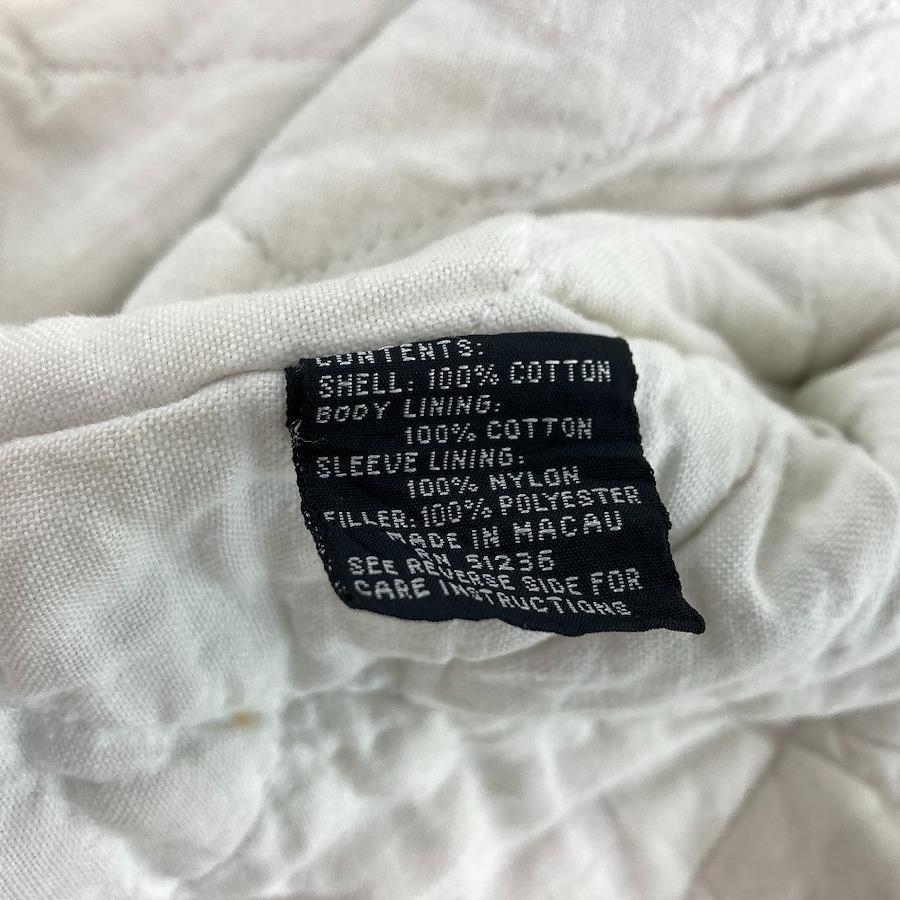 CONTENTS:
SHELL: 100% COTTON
BODY LINING:
100% COTTON
SLEEVE LINING:
100% NYLON
FILLER: 100% POLYESTER
MADE IN MACAU
RN 51236
SEE REVERSE SIDE FOR
CARE INSTRUCTIONS